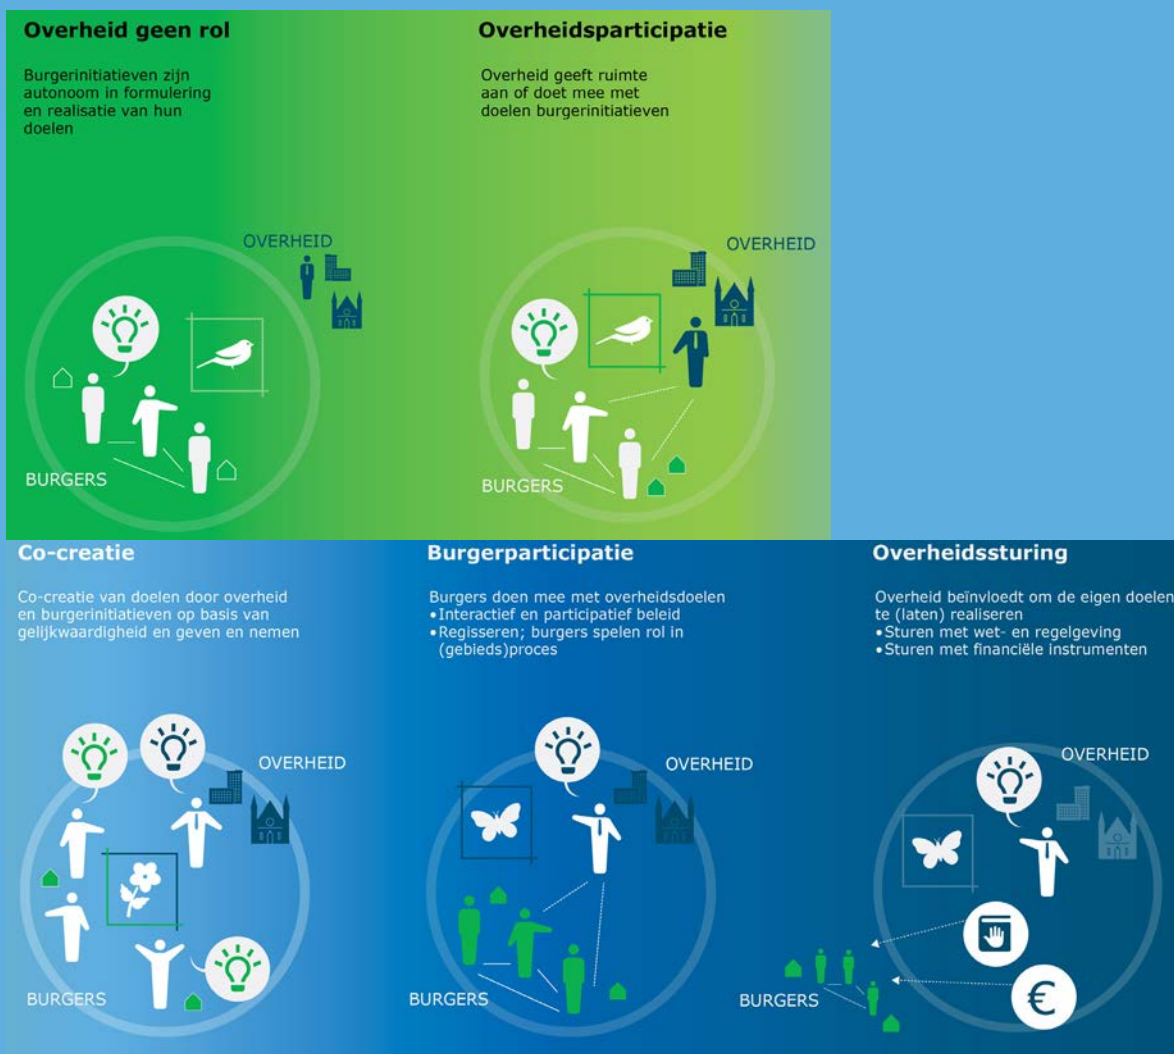 Overheid geen rol
Burgerinitiatieven zijn
autonoom in formulering
en realisatie van hun
doelen
OVERHEID
BURGERS
Overheidsparticipatie
Overheid geeft ruimte
aan of doet mee met
doelen burgerinitiatieven
OVERHEID
BURGERS
Co-creatie
Co-creatie van doelen door overheid
en burgerinitiatieven op basis van
gelijkwaardigheid en geven en nemen
OVERHEID
BURGERS
Burgerparticipatie
Burgers doen mee met overheidsdoelen
•Interactief en participatief beleid
•Regisseren; burgers spelen rol in
(gebieds)proces
OVERHEID
BURGERS
Overheidssturing
Overheid beïnvloedt om de eigen doelen
te (laten) realiseren
•Sturen met wet- en regelgeving
•Sturen met financiële instrumenten
OVERHEID
€
BURGERS